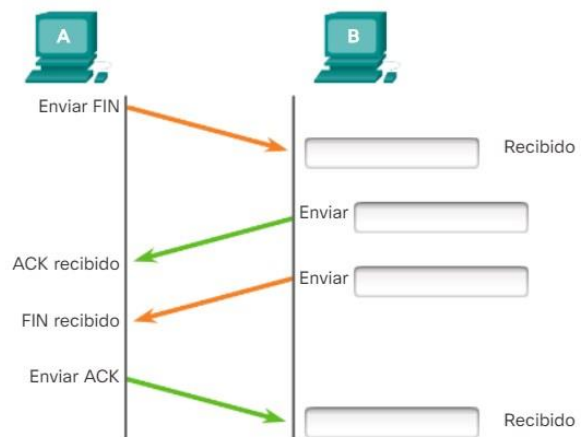 A
B
Enviar FIN
Recibido
Enviar
ACK recibido
Enviar
FIN recibido
Enviar ACK
Recibido